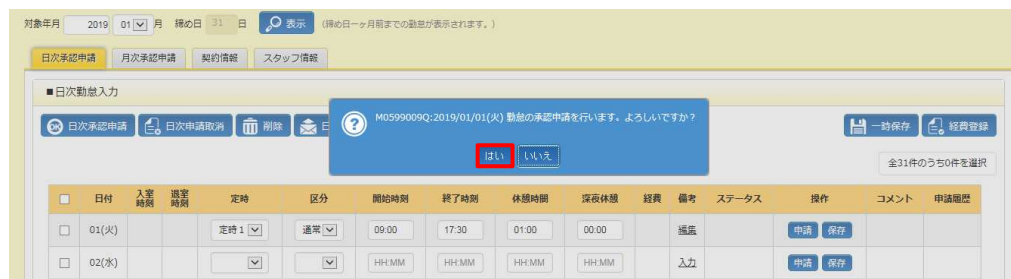 対象年月 2019 01 月 締め日 31 日 表示 (締め日一ヶ月前までの勤怠が表示されます。)
日次承認申請 月次承認申請 契約情報 スタッフ情報
■日次勤怠入力
日次承認申請 日次申請取消 削除 日 一時保存 経費登録
M0599009Q:2019/01/01(火) 勤怠の承認申請を行います。よろしいですか？
はい いいえ
全31件のうち0件を選択
日付 入室時刻 退室時刻 定時 区分 開始時刻 終了時刻 休憩時間 深夜休憩 経費 備考 ステータス 操作 コメント 申請履歴
01(火) 定時1 通常 09:00 17:30 01:00 00:00 編集 申請 保存
02(水) HH:MM HH:MM HH:MM HH:MM 入力 申請 保存